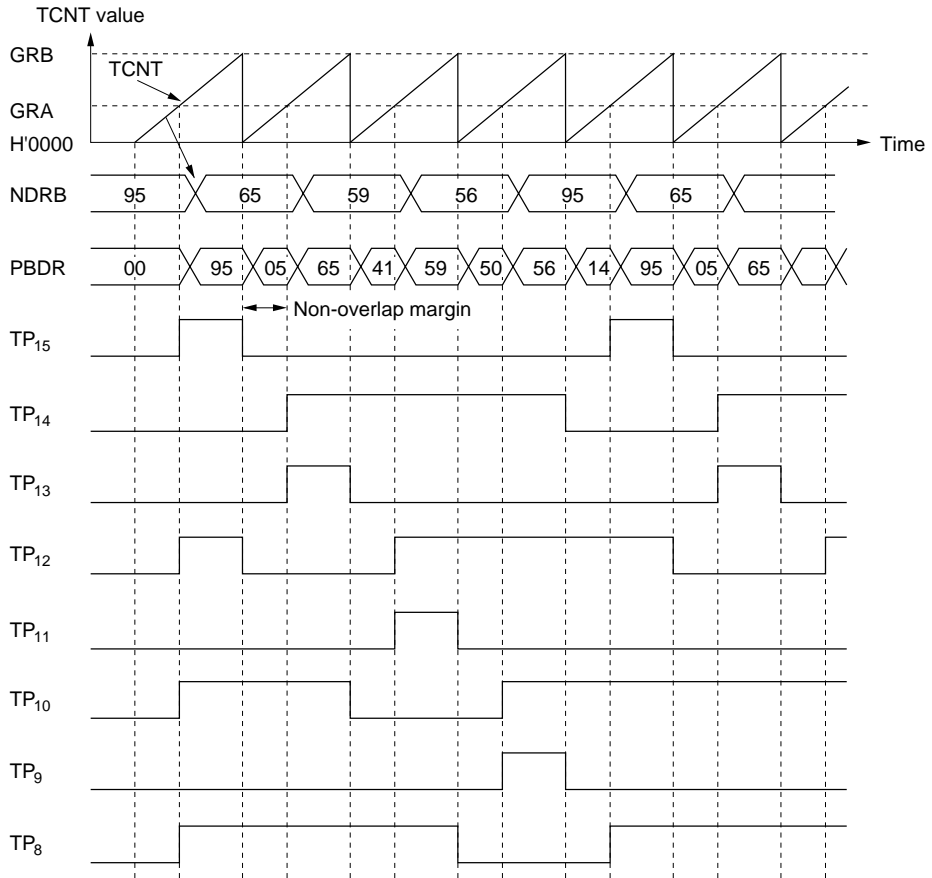 TCNT value
GRB
TCNT
GRA
H'0000
Time
NDRB 95 65 59 56 95 65
PBDR 00 95 05 65 41 59 50 56 14 95 05 65
Non-overlap margin
TP15
TP14
TP13
TP12
TP11
TP10
TP9
TP8